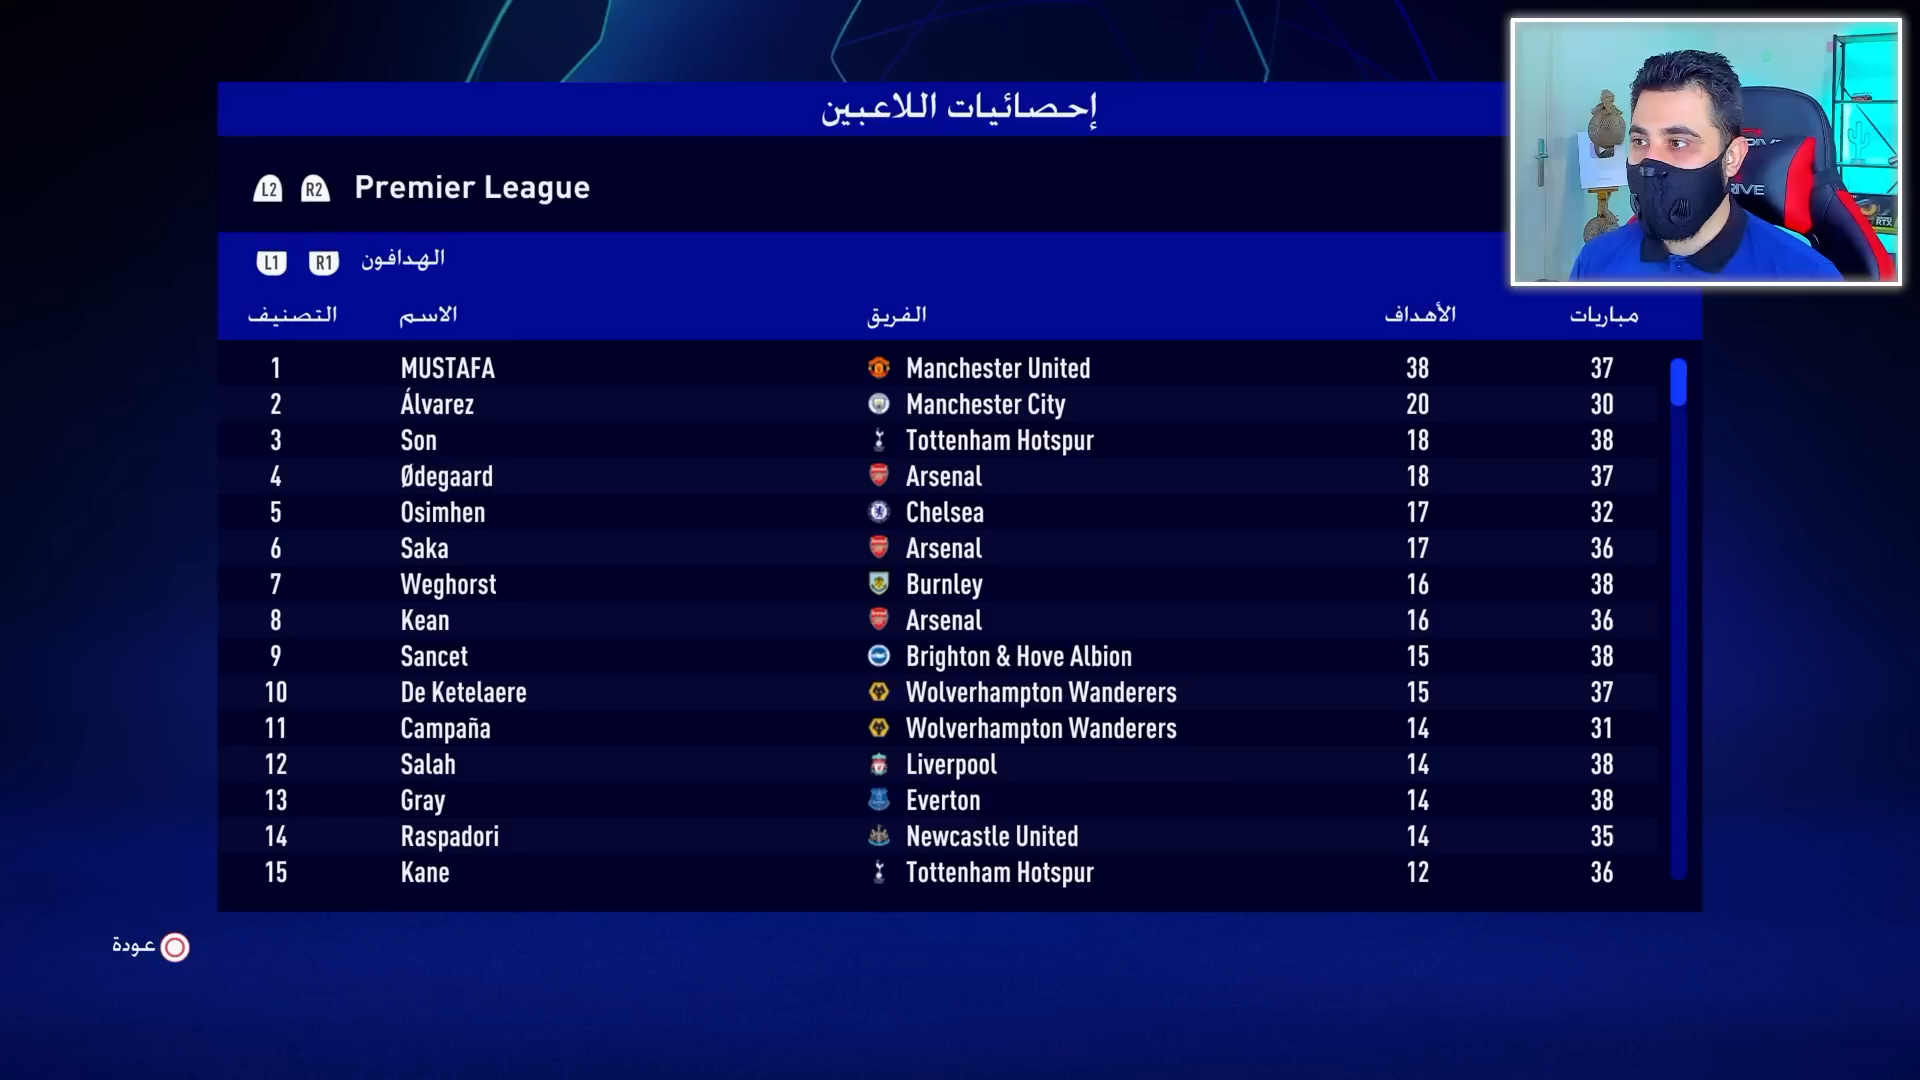 إحصائيات اللاعبين
L2 R2 Premier League
L1 R1 الهدافون
التصنيف الاسم الفريق الأهداف مباريات
1 MUSTAFA Manchester United 38 37
2 Álvarez Manchester City 20 30
3 Son Tottenham Hotspur 18 38
4 Ødegaard Arsenal 18 37
5 Osimhen Chelsea 17 32
6 Saka Arsenal 17 36
7 Weghorst Burnley 16 38
8 Kean Arsenal 16 36
9 Sancet Brighton & Hove Albion 15 38
10 De Ketelaere Wolverhampton Wanderers 15 37
11 Campaña Wolverhampton Wanderers 14 31
12 Salah Liverpool 14 38
13 Gray Everton 14 38
14 Raspadori Newcastle United 14 35
15 Kane Tottenham Hotspur 12 36
عودة